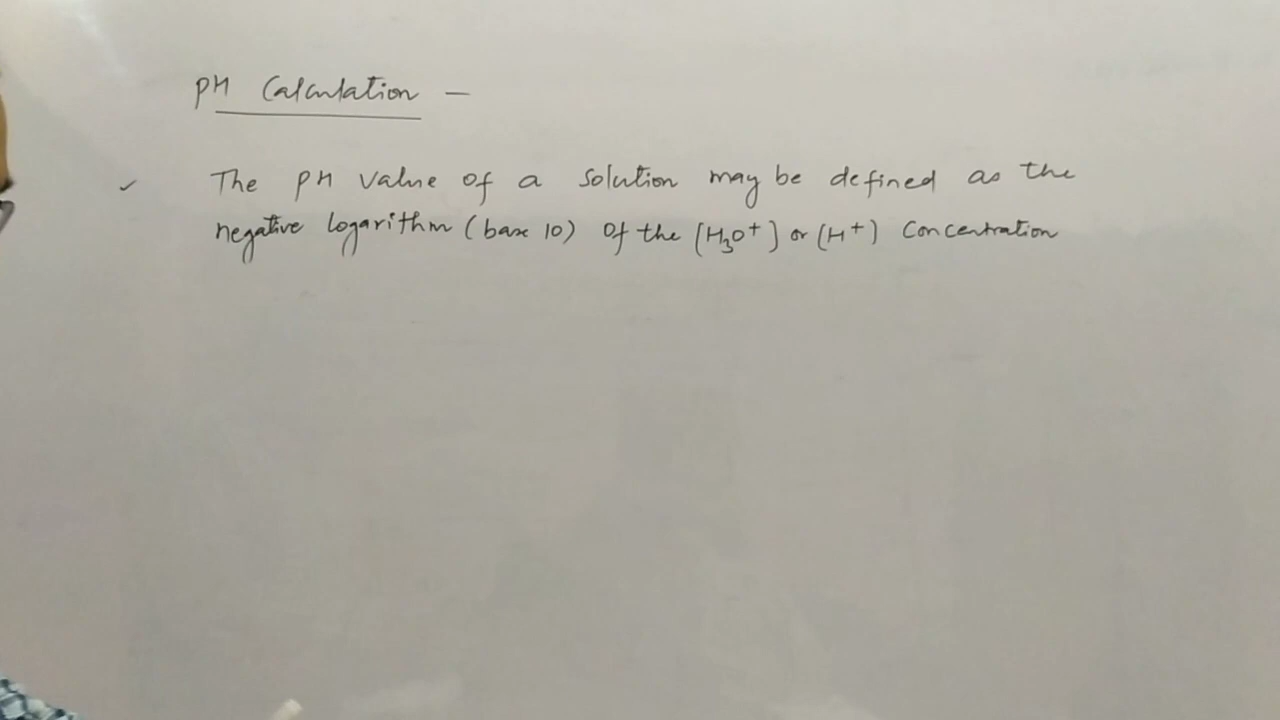 pH Calculation —
✓ The pH value of a solution may be defined as the
negative logarithm (base 10) of the [H₃O⁺] or (H⁺) Concentration